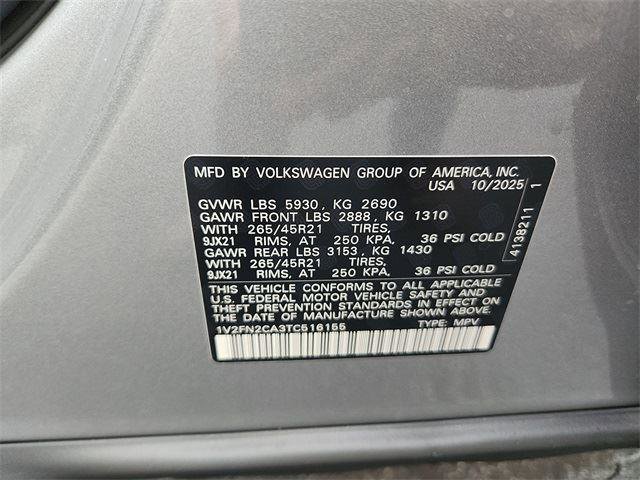 MFD BY VOLKSWAGEN GROUP OF AMERICA, INC.
USA 10/2025
GVWR LBS 5930, KG 2690
GAWR FRONT LBS 2888, KG 1310
WITH 265/45R21 TIRES,
9JX21 RIMS, AT 250 KPA, 36 PSI COLD
GAWR REAR LBS 3153, KG 1430
WITH 265/45R21 TIRES,
9JX21 RIMS, AT 250 KPA, 36 PSI COLD
THIS VEHICLE CONFORMS TO ALL APPLICABLE
U.S. FEDERAL MOTOR VEHICLE SAFETY AND
THEFT PREVENTION STANDARDS IN EFFECT ON
THE DATE OF MANUFACTURE SHOWN ABOVE.
1V2FN2CA3TC516155 TYPE: MPV
4138211 1